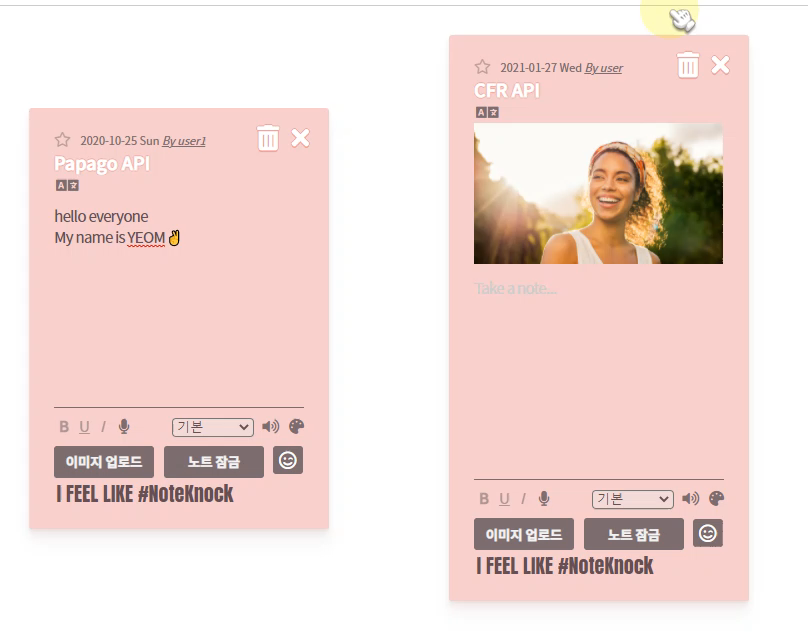 2020-10-25 Sun By user1
Papago API
A 文
hello everyone
My name is YEOM✌
B U I 기본
이미지 업로드 노트 잠금
I FEEL LIKE #NoteKnock
2021-01-27 Wed By user
CFR API
A 文
Take a note...
B U I 기본
이미지 업로드 노트 잠금
I FEEL LIKE #NoteKnock